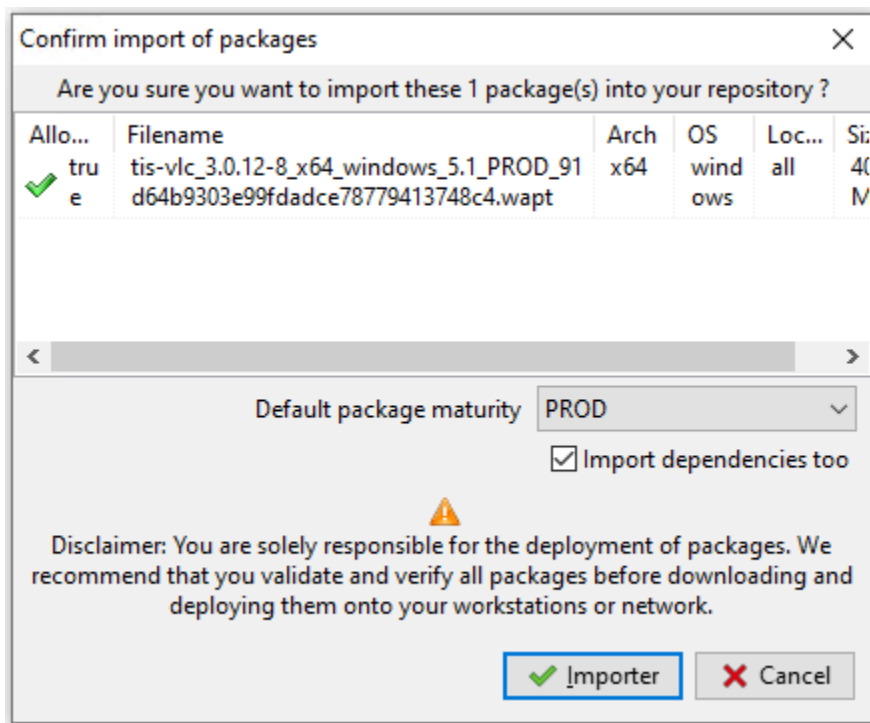 Confirm import of packages
Are you sure you want to import these 1 package(s) into your repository ?
Allo... Filename Arch OS Loc... Siz
tru tis-vlc_3.0.12-8_x64_windows_5.1_PROD_91 x64 wind all 40
e d64b9303e99fdadce78779413748c4.wapt ows M
Default package maturity PROD
Import dependencies too
Disclaimer: You are solely responsible for the deployment of packages. We
recommend that you validate and verify all packages before downloading and
deploying them onto your workstations or network.
Importer Cancel